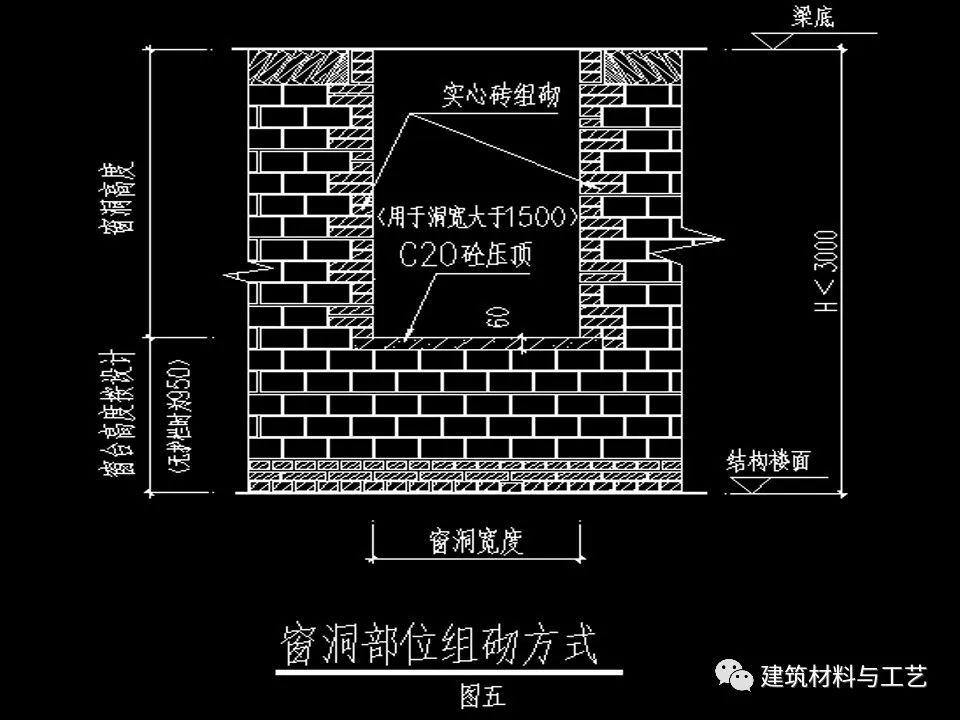 梁底
实心砖组砌
窗洞高度
(用于洞宽大于1500)
C20砼压顶
H<3000
60
窗台高度按设计
(无护栏时为950)
结构楼面
窗洞宽度
窗洞部位组砌方式
图五
建筑材料与工艺